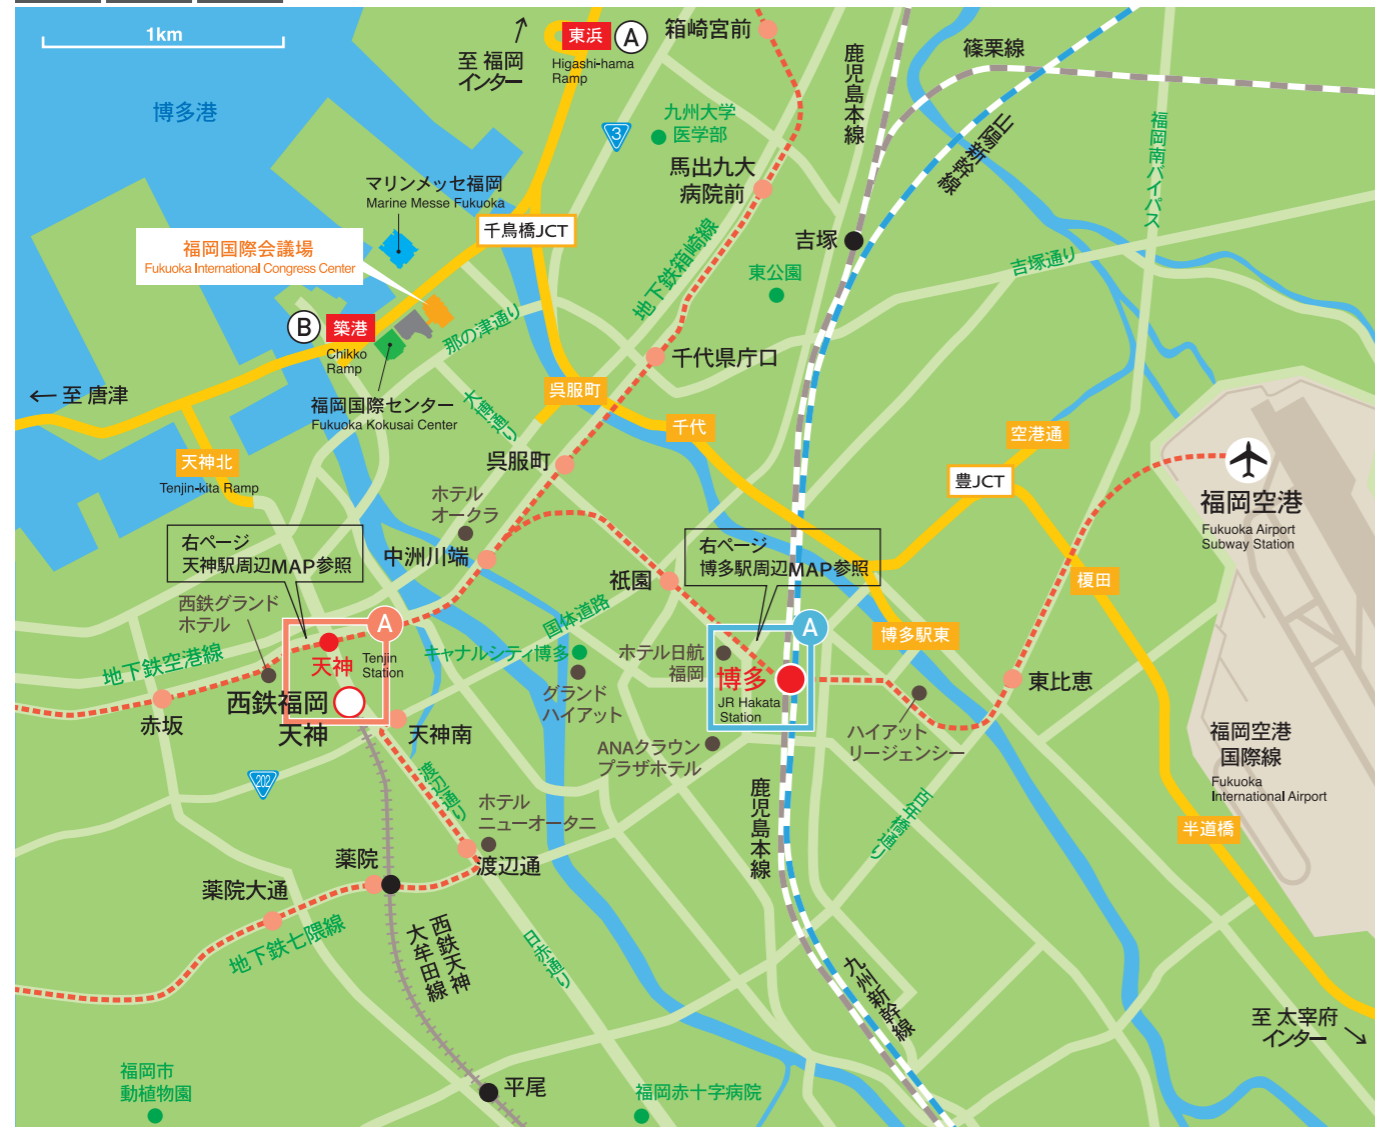 1km
博多港
至 福岡
インター
東浜
A
Higashi-hama
Ramp
箱崎宮前
鹿児島本線
篠栗線
山陽新幹線
福岡南バイパス
3
九州大学
医学部
馬出九大
病院前
マリンメッセ福岡
Marine Messe Fukuoka
千鳥橋JCT
福岡国際会議場
Fukuoka International Congress Center
地下鉄箱崎線
吉塚
東公園
吉塚通り
B
築港
Chikko
Ramp
那の津通り
千代県庁口
至 唐津
福岡国際センター
Fukuoka Kokusai Center
大博通り
呉服町
千代
空港通
天神北
Tenjin-kita Ramp
呉服町
豊JCT
福岡空港
Fukuoka Airport
Subway Station
ホテル
オークラ
右ページ
天神駅周辺MAP参照
中洲川端
右ページ
博多駅周辺MAP参照
祇園
榎田
西鉄グランド
ホテル
国体道路
A
A
博多駅東
地下鉄空港線
天神
Tenjin
Station
キャナルシティ博多
ホテル日航
福岡
博多
JR Hakata
Station
東比恵
西鉄福岡
天神
赤坂
天神南
グランド
ハイアット
ANAクラウン
プラザホテル
ハイアット
リージェンシー
福岡空港
国際線
Fukuoka
International Airport
202
渡辺通り
ホテル
ニューオータニ
鹿児島本線
百年橋通り
半道橋
薬院
渡辺通
薬院大通
地下鉄七隈線
西鉄天神
大牟田線
日赤通り
九州新幹線
至 太宰府
インター
福岡市
動植物園
平尾
福岡赤十字病院